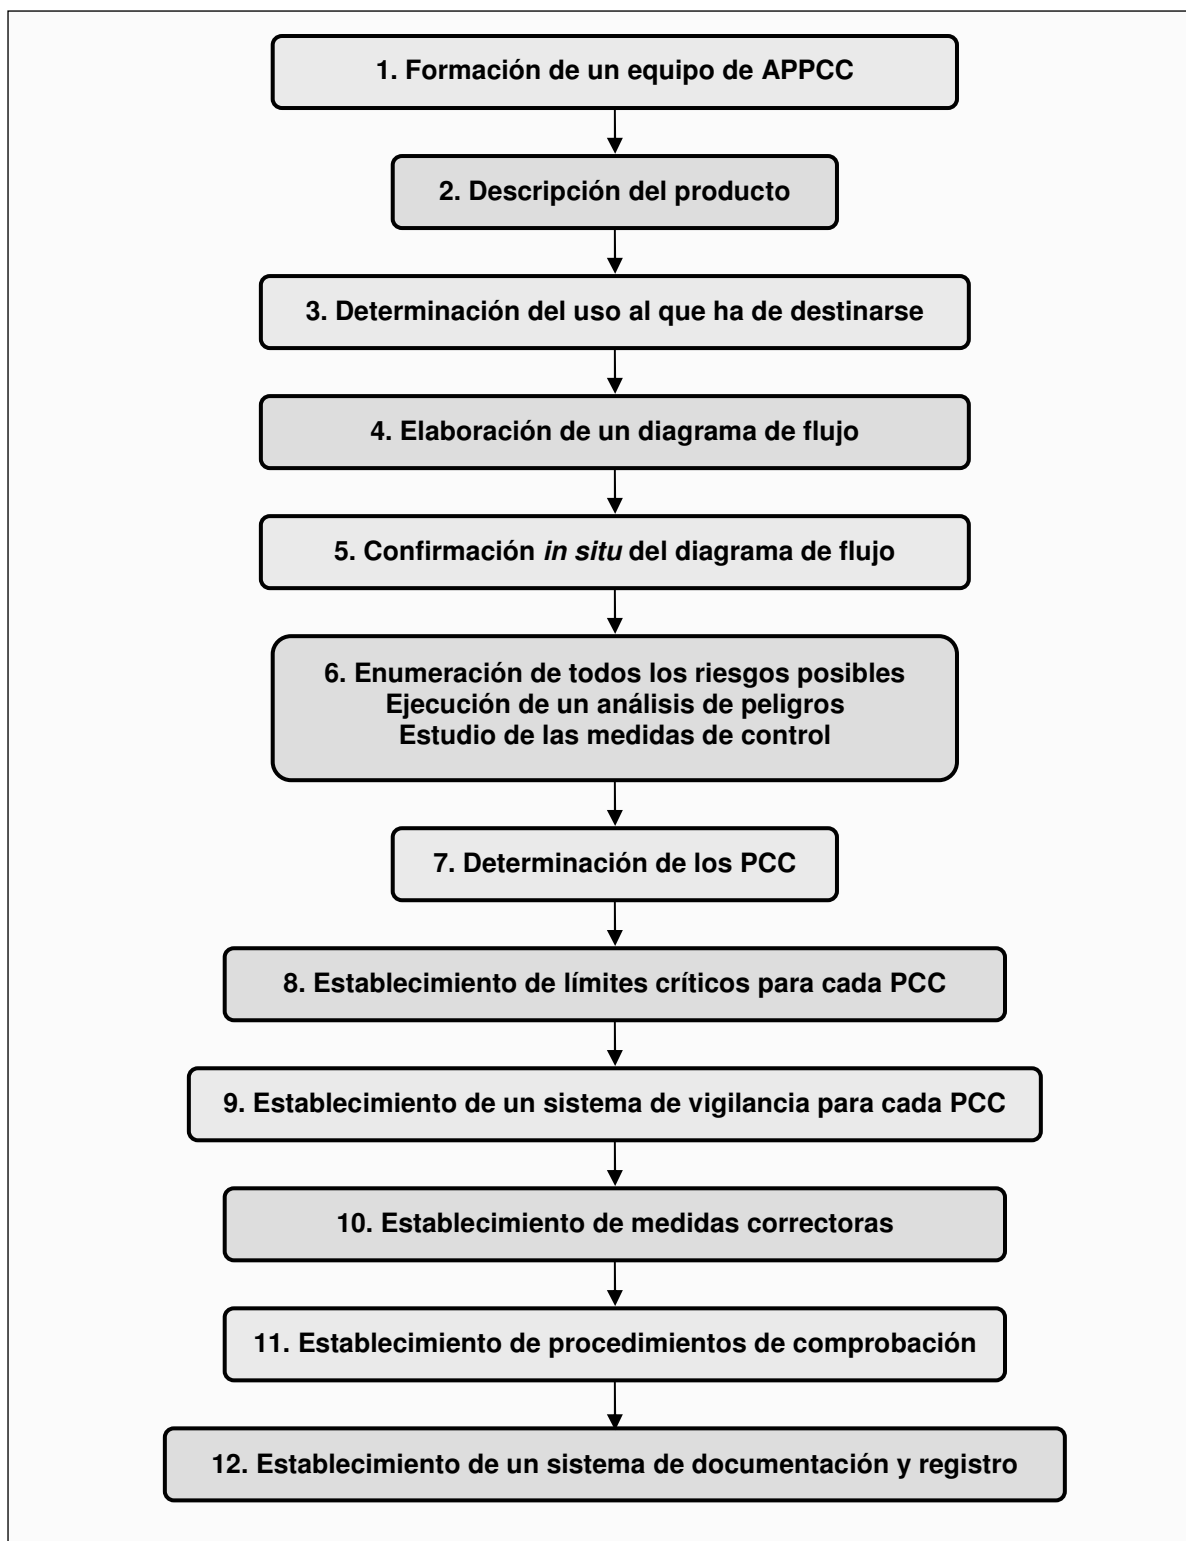 1. Formación de un equipo de APPCC
2. Descripción del producto
3. Determinación del uso al que ha de destinarse
4. Elaboración de un diagrama de flujo
5. Confirmación in situ del diagrama de flujo
6. Enumeración de todos los riesgos posibles
Ejecución de un análisis de peligros
Estudio de las medidas de control
7. Determinación de los PCC
8. Establecimiento de límites críticos para cada PCC
9. Establecimiento de un sistema de vigilancia para cada PCC
10. Establecimiento de medidas correctoras
11. Establecimiento de procedimientos de comprobación
12. Establecimiento de un sistema de documentación y registro